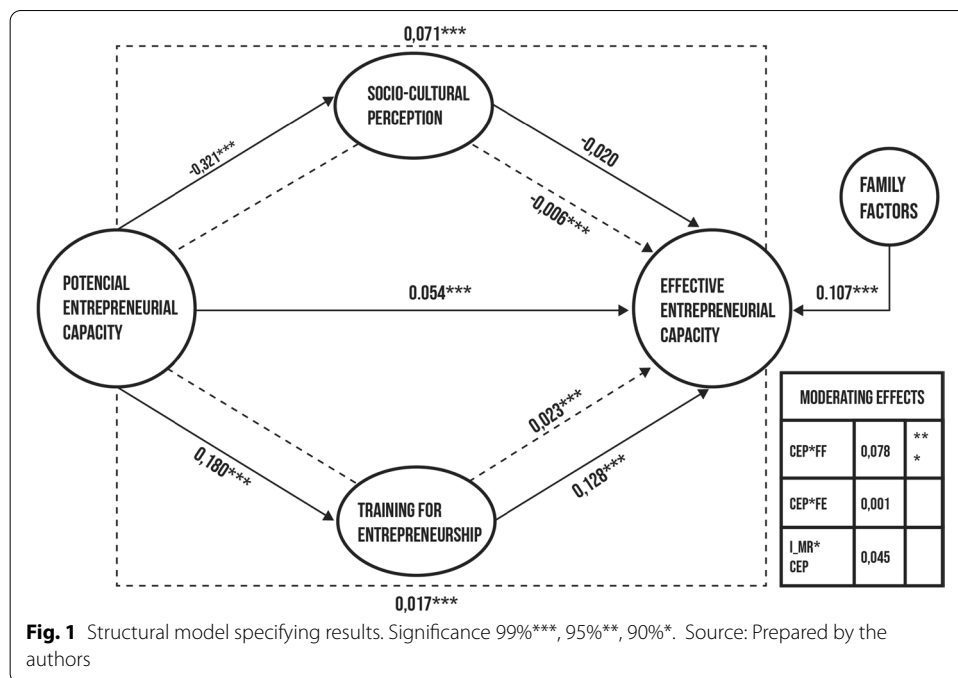 0,071***
SOCIO-CULTURAL
PERCEPTION
-0,321***
-0,020
-0,006***
FAMILY
FACTORS
POTENCIAL
ENTREPRENEURIAL
CAPACITY
0.054***
EFFECTIVE
ENTREPRENEURIAL
CAPACITY
0.107***
0,023***
0,180***
0,128***
TRAINING FOR
ENTREPRENEURSHIP
0,017***
MODERATING EFFECTS
CEP*FF 0,078 **
*
CEP*FE 0,001
I_MR*
CEP 0,045
Fig. 1 Structural model specifying results. Significance 99%***, 95%**, 90%*. Source: Prepared by the
authors